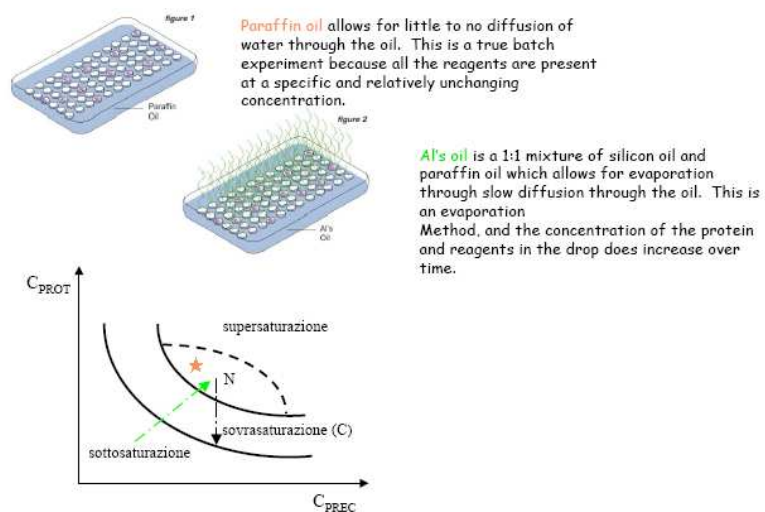 figure 1
Paraffin oil allows for little to no diffusion of
water through the oil. This is a true batch
experiment because all the reagents are present
at a specific and relatively unchanging
concentration.
Paraffin
Oil
figure 2
Al's oil is a 1:1 mixture of silicon oil and
paraffin oil which allows for evaporation
through slow diffusion through the oil. This is
an evaporation
Method, and the concentration of the protein
and reagents in the drop does increase over
time.
Al's
Oil
CPROT
supersaturazione
N
sovrasaturazione (C)
sottosaturazione
CPREC